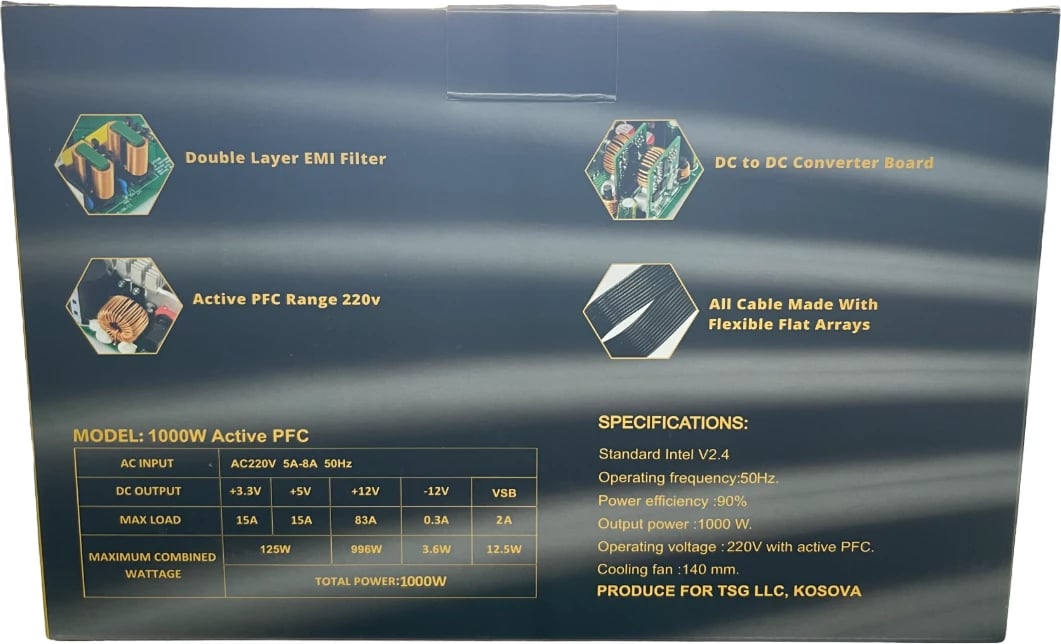 Double Layer EMI Filter
DC to DC Converter Board
Active PFC Range 220v
All Cable Made With
Flexible Flat Arrays
MODEL: 1000W Active PFC
AC INPUT AC220V 5A-8A 50Hz
DC OUTPUT +3.3V +5V +12V -12V VSB
MAX LOAD 15A 15A 83A 0.3A 2A
MAXIMUM COMBINED WATTAGE 125W 996W 3.6W 12.5W
TOTAL POWER:1000W
SPECIFICATIONS:
Standard Intel V2.4
Operating frequency:50Hz.
Power efficiency :90%
Output power :1000 W.
Operating voltage :220V with active PFC.
Cooling fan :140 mm.
PRODUCE FOR TSG LLC, KOSOVA